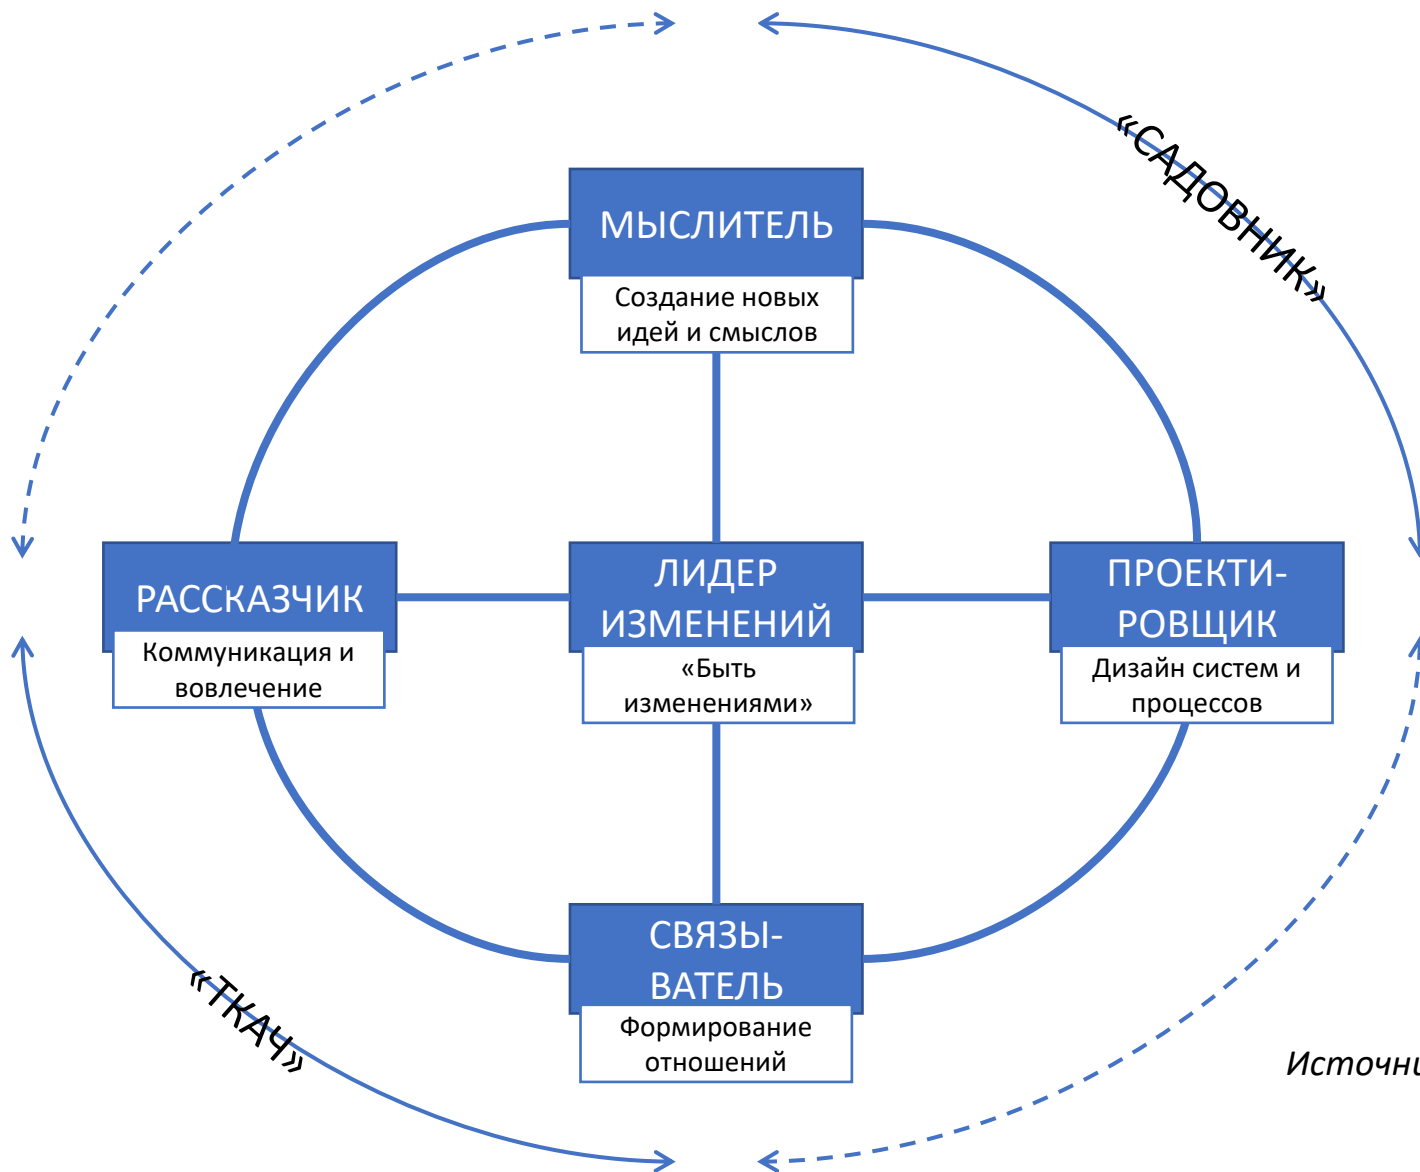 «САДОВНИК»
МЫСЛИТЕЛЬ
Создание новых
идей и смыслов
РАССКАЗЧИК
Коммуникация и
вовлечение
ЛИДЕР
ИЗМЕНЕНИЙ
«Быть
изменениями»
ПРОЕКТИ-
РОВЩИК
Дизайн систем и
процессов
СВЯЗЫ-
ВАТЕЛЬ
Формирование
отношений
«ТКАЧ»